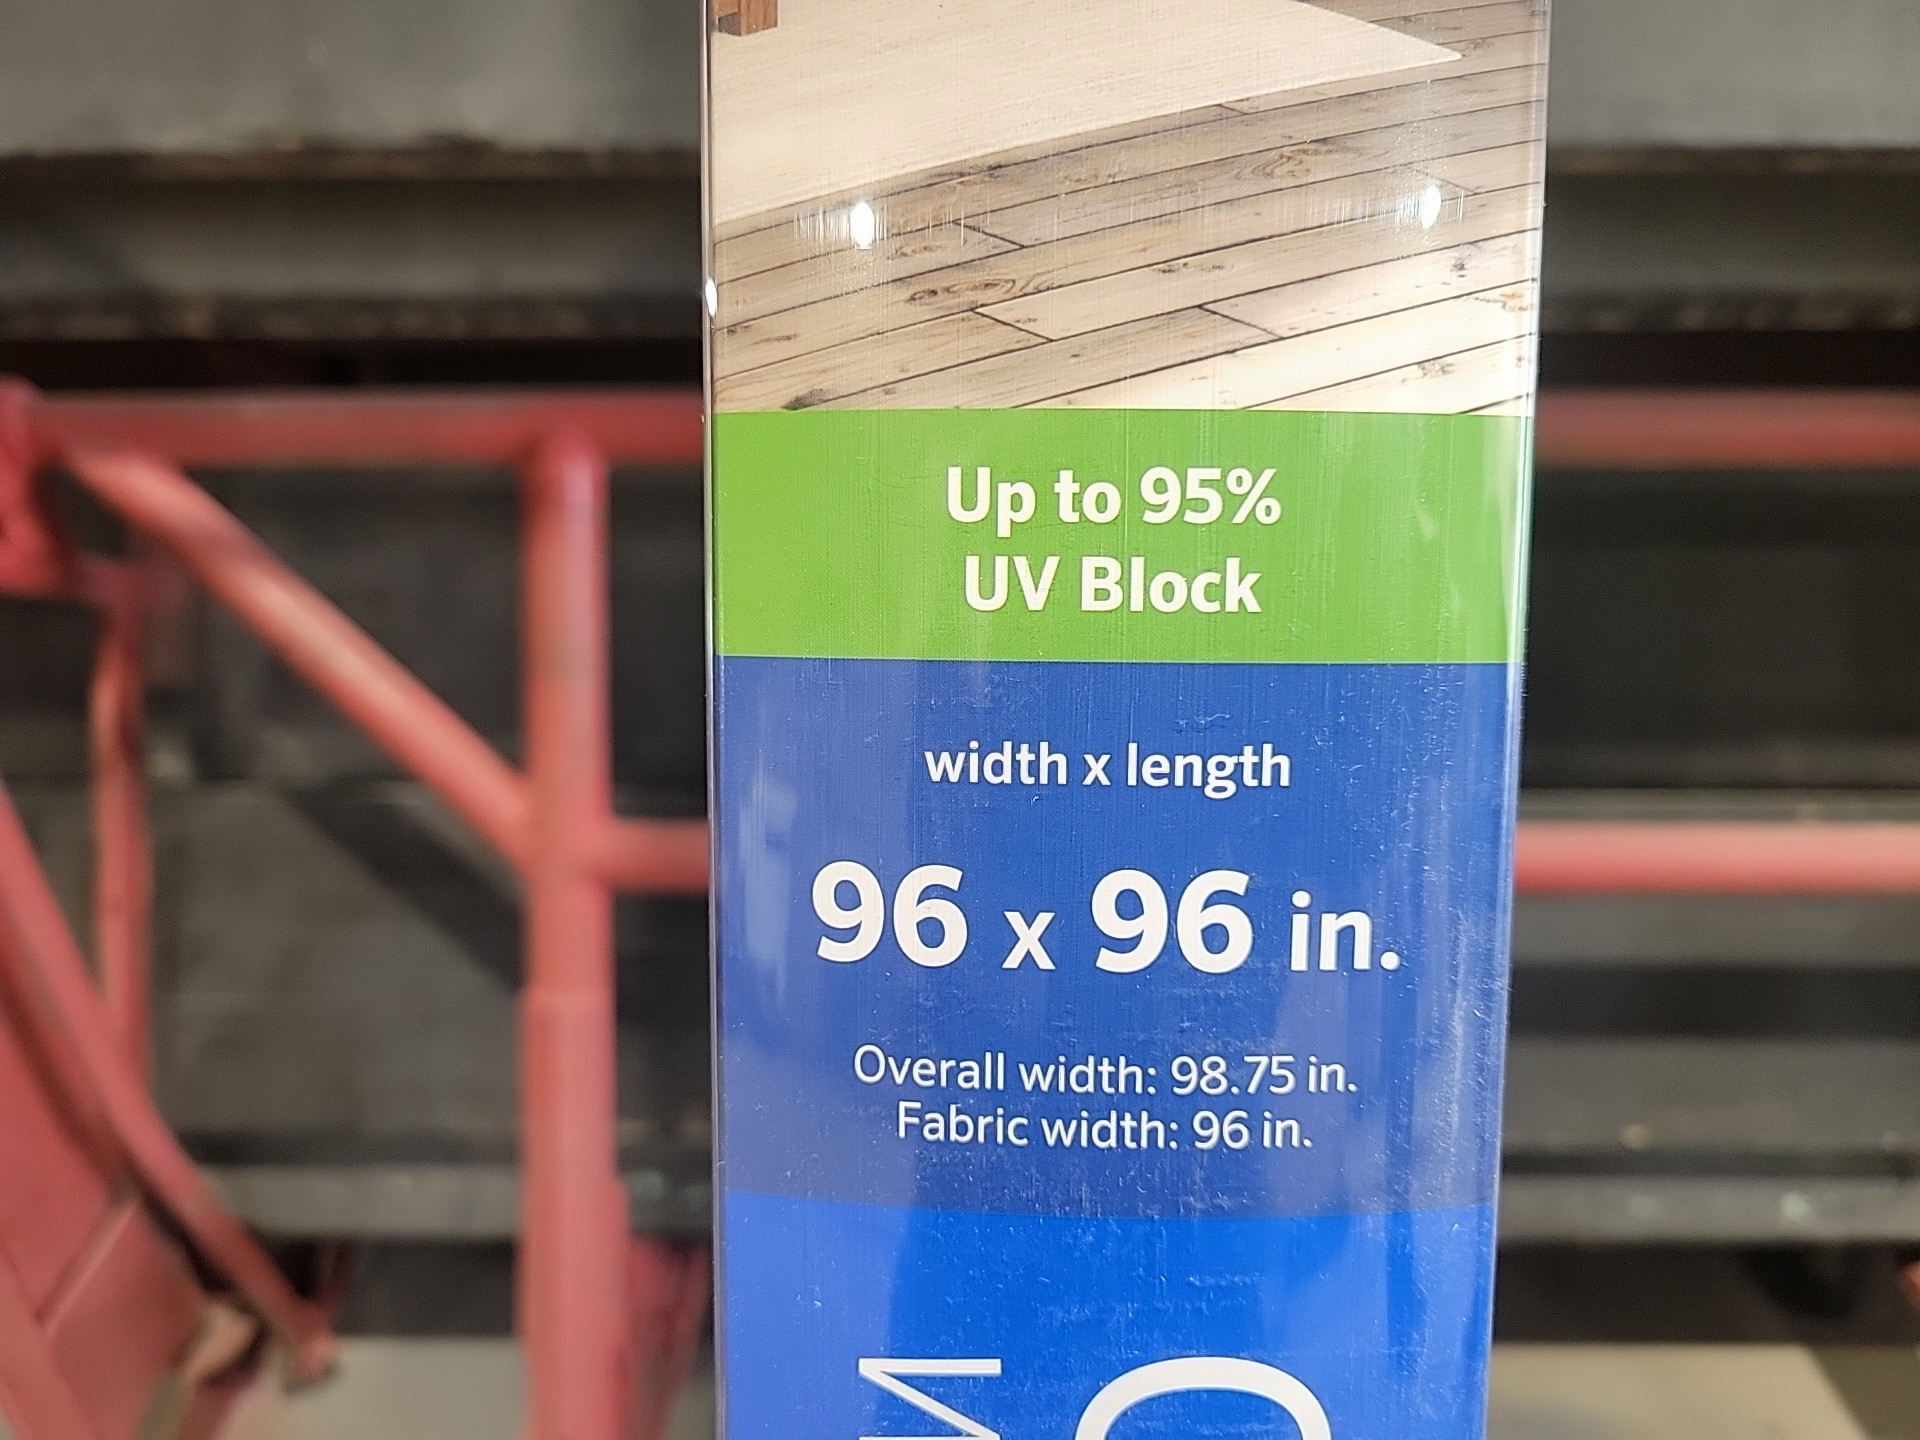 Up to 95%
UV Block
width x length
96 x 96 in.
Overall width: 98.75 in.
Fabric width: 96 in.